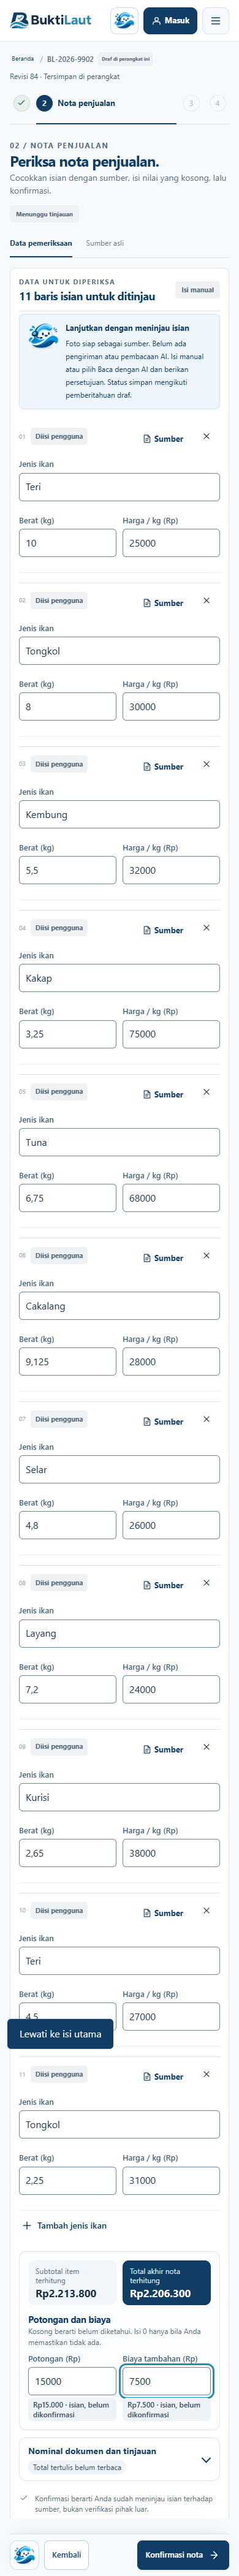 BuktiLaut
Masuk
Beranda / BL-2026-9902 Draf di perangkat ini
Revisi 84 · Tersimpan di perangkat
2 Nota penjualan 3 4
02 / NOTA PENJUALAN
Periksa nota penjualan.
Cocokkan isian dengan sumber, isi nilai yang kosong, lalu
konfirmasi.
Menunggu tinjauan
Data pemeriksaan Sumber asli
DATA UNTUK DIPERIKSA
11 baris isian untuk ditinjau
Isi manual
Lanjutkan dengan meninjau isian
Foto siap sebagai sumber. Belum ada
pengiriman atau pembacaan AI. Isi manual
atau pilih Baca dengan AI dan berikan
persetujuan. Status simpan mengikuti
pemberitahuan draf.
01 Diisi pengguna Sumber
Jenis ikan
Teri
Berat (kg) Harga / kg (Rp)
10 25000
02 Diisi pengguna Sumber
Jenis ikan
Tongkol
Berat (kg) Harga / kg (Rp)
8 30000
03 Diisi pengguna Sumber
Jenis ikan
Kembung
Berat (kg) Harga / kg (Rp)
5,5 32000
04 Diisi pengguna Sumber
Jenis ikan
Kakap
Berat (kg) Harga / kg (Rp)
3,25 75000
05 Diisi pengguna Sumber
Jenis ikan
Tuna
Berat (kg) Harga / kg (Rp)
6,75 68000
06 Diisi pengguna Sumber
Jenis ikan
Cakalang
Berat (kg) Harga / kg (Rp)
9,125 28000
07 Diisi pengguna Sumber
Jenis ikan
Selar
Berat (kg) Harga / kg (Rp)
4,8 26000
08 Diisi pengguna Sumber
Jenis ikan
Layang
Berat (kg) Harga / kg (Rp)
7,2 24000
09 Diisi pengguna Sumber
Jenis ikan
Kurisi
Berat (kg) Harga / kg (Rp)
2,65 38000
10 Diisi pengguna Sumber
Jenis ikan
Teri
Berat (kg) Harga / kg (Rp)
4,5 27000
Lewati ke isi utama
11 Diisi pengguna Sumber
Jenis ikan
Tongkol
Berat (kg) Harga / kg (Rp)
2,25 31000
Tambah jenis ikan
Subtotal item
terhitung
Rp2.213.800
Total akhir nota
terhitung
Rp2.206.300
Potongan dan biaya
Kosong berarti belum diketahui. Isi 0 hanya bila Anda
memastikan tidak ada.
Potongan (Rp) Biaya tambahan (Rp)
15000 7500
Rp15.000 · isian, belum
dikonfirmasi
Rp7.500 · isian, belum
dikonfirmasi
Nominal dokumen dan tinjauan
Total tertulis belum terbaca
Konfirmasi berarti Anda sudah meninjau isian terhadap
sumber, bukan verifikasi pihak luar.
Kembali
Konfirmasi nota